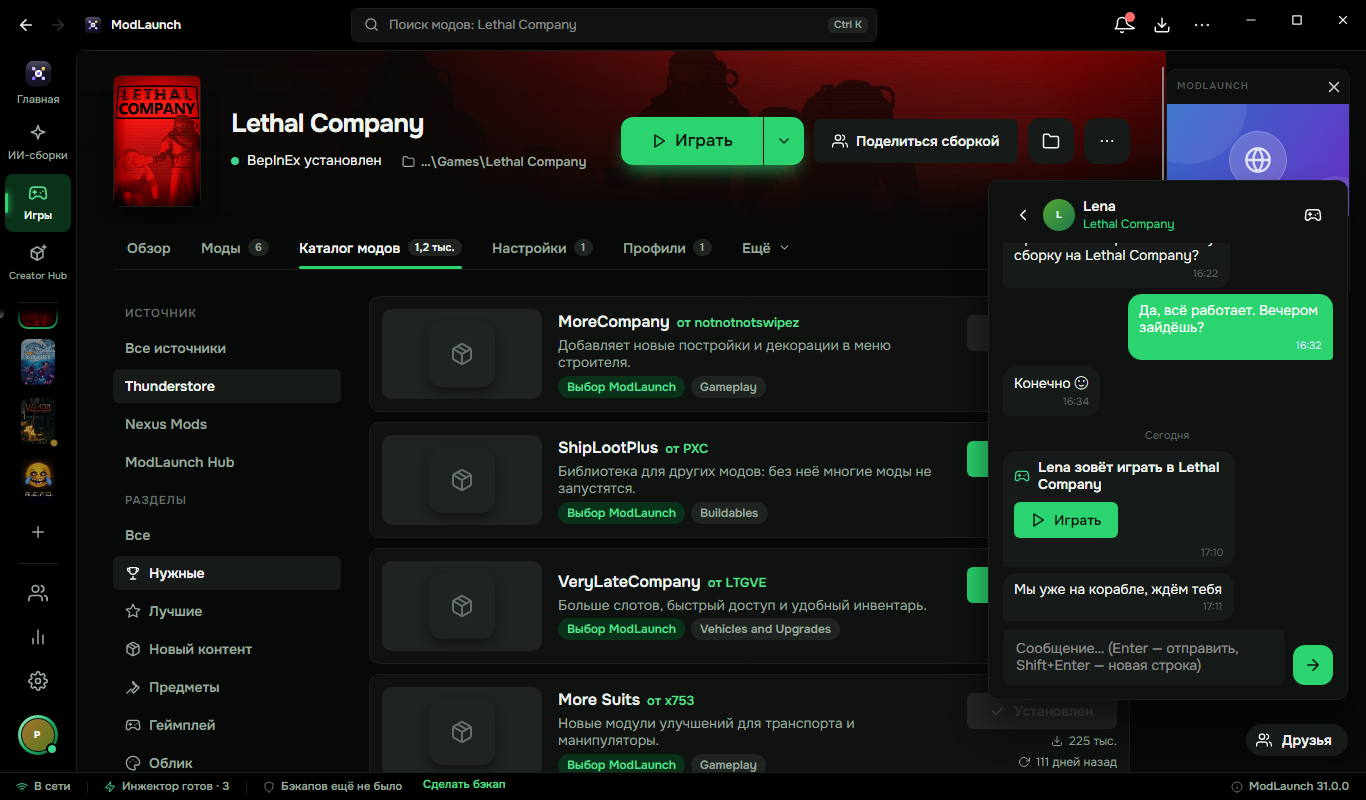 ModLaunch
Поиск модов: Lethal Company
Ctrl K
Главная
ИИ-сборки
Игры
Creator Hub
P
LETHAL
COMPANY
Lethal Company
BepInEx установлен
...\Games\Lethal Company
Играть
Поделиться сборкой
MODLAUNCH
Обзор
Моды 6
Каталог модов 1,2 тыс.
Настройки 1
Профили 1
Ещё
ИСТОЧНИК
Все источники
Thunderstore
Nexus Mods
ModLaunch Hub
РАЗДЕЛЫ
Все
Нужные
Лучшие
Новый контент
Предметы
Геймплей
Облик
MoreCompany от notnotnotswipez
Добавляет новые постройки и декорации в меню
строителя.
Выбор ModLaunch Gameplay
ShipLootPlus от PXC
Библиотека для других модов: без неё многие моды не
запустятся.
Выбор ModLaunch Buildables
VeryLateCompany от LTGVE
Больше слотов, быстрый доступ и удобный инвентарь.
Выбор ModLaunch Vehicles and Upgrades
More Suits от x753
Новые модули улучшений для транспорта и
манипуляторы.
Выбор ModLaunch Gameplay
Установлен
225 тыс.
111 дней назад
L
Lena
Lethal Company
сборку на Lethal Company?
16:22
Да, всё работает. Вечером
зайдёшь?
16:32
Конечно 🙂
16:34
Сегодня
Lena зовёт играть в Lethal
Company
Играть
17:10
Мы уже на корабле, ждём тебя
17:11
Сообщение... (Enter — отправить,
Shift+Enter — новая строка)
Друзья
В сети
Инжектор готов · 3
Бэкапов ещё не было
Сделать бэкап
ModLaunch 31.0.0